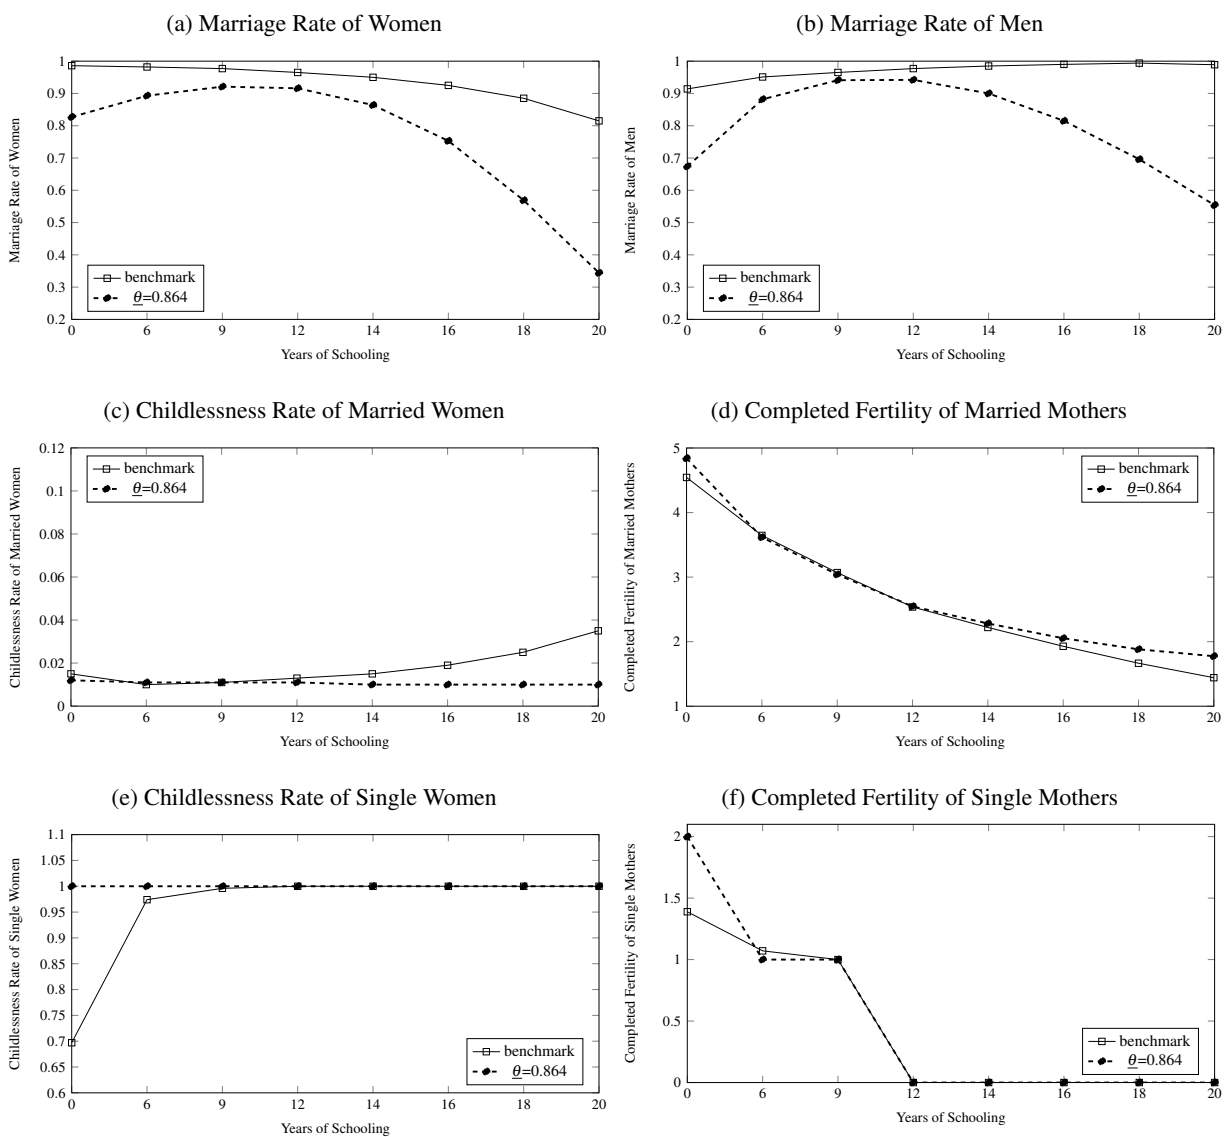 (a) Marriage Rate of Women
1
0.9
0.8
0.7
0.6
0.5
0.4
0.3
0.2
Marriage Rate of Women
benchmark
θ=0.864
0 6 9 12 14 16 18 20
Years of Schooling
(b) Marriage Rate of Men
1
0.9
0.8
0.7
0.6
0.5
0.4
0.3
0.2
Marriage Rate of Men
benchmark
θ=0.864
0 6 9 12 14 16 18 20
Years of Schooling
(c) Childlessness Rate of Married Women
0.12
0.1
0.08
0.06
0.04
0.02
0
Childlessness Rate of Married Women
benchmark
θ=0.864
0 6 9 12 14 16 18 20
Years of Schooling
(d) Completed Fertility of Married Mothers
5
4
3
2
1
Completed Fertility of Married Mothers
benchmark
θ=0.864
0 6 9 12 14 16 18 20
Years of Schooling
(e) Childlessness Rate of Single Women
1.1
1.05
1
0.95
0.9
0.85
0.8
0.75
0.7
0.65
0.6
Childlessness Rate of Single Women
benchmark
θ=0.864
0 6 9 12 14 16 18 20
Years of Schooling
(f) Completed Fertility of Single Mothers
2
1.5
1
0.5
0
Completed Fertility of Single Mothers
benchmark
θ=0.864
0 6 9 12 14 16 18 20
Years of Schooling